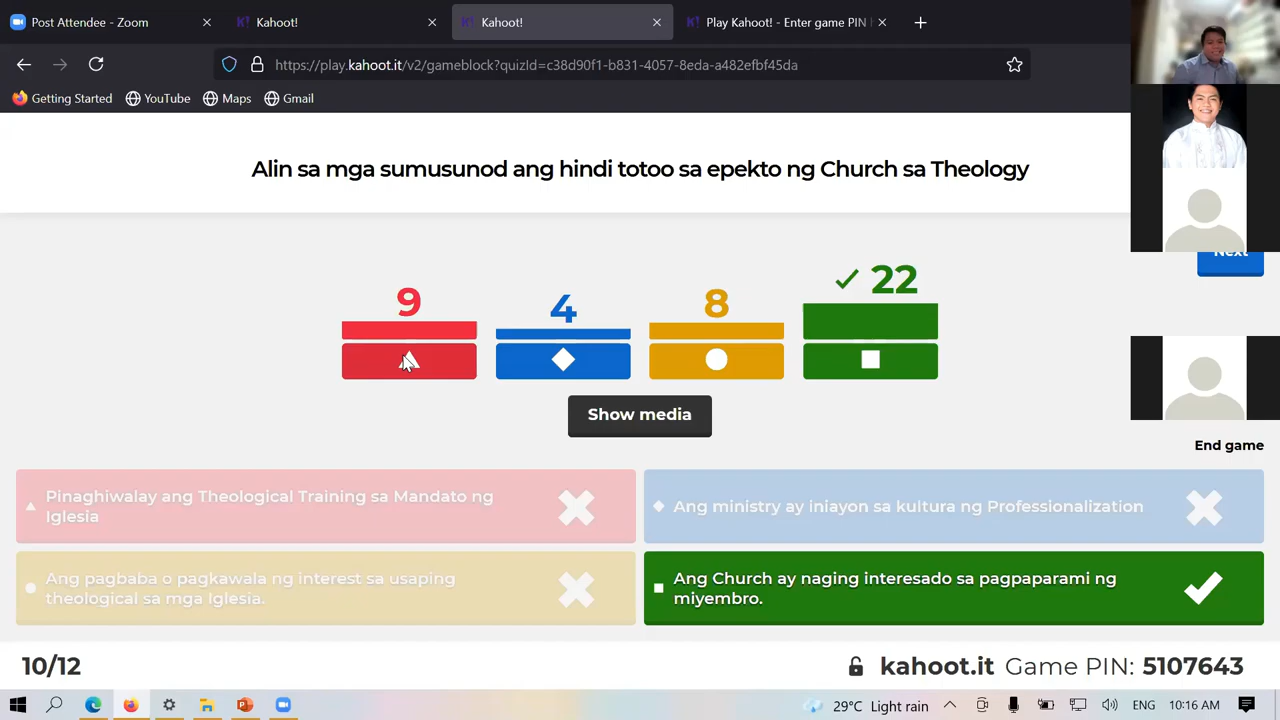 Post Attendee - Zoom
Kahoot!
Kahoot!
Play Kahoot! - Enter game PIN
https://play.kahoot.it/v2/gameblock?quizId=c38d90f1-b831-4057-8eda-a482efbf45da
Getting Started
YouTube
Maps
Gmail
Alin sa mga sumusunod ang hindi totoo sa epekto ng Church sa Theology
Next
9
4
8
22
Show media
End game
Pinaghiwalay ang Theological Training sa Mandato ng
Iglesia
Ang ministry ay iniayon sa kultura ng Professionalization
Ang pagbaba o pagkawala ng interest sa usaping
theological sa mga Iglesia.
Ang Church ay naging interesado sa pagpaparami ng
miyembro.
10/12
kahoot.it Game PIN: 5107643
29°C Light rain
ENG
10:16 AM